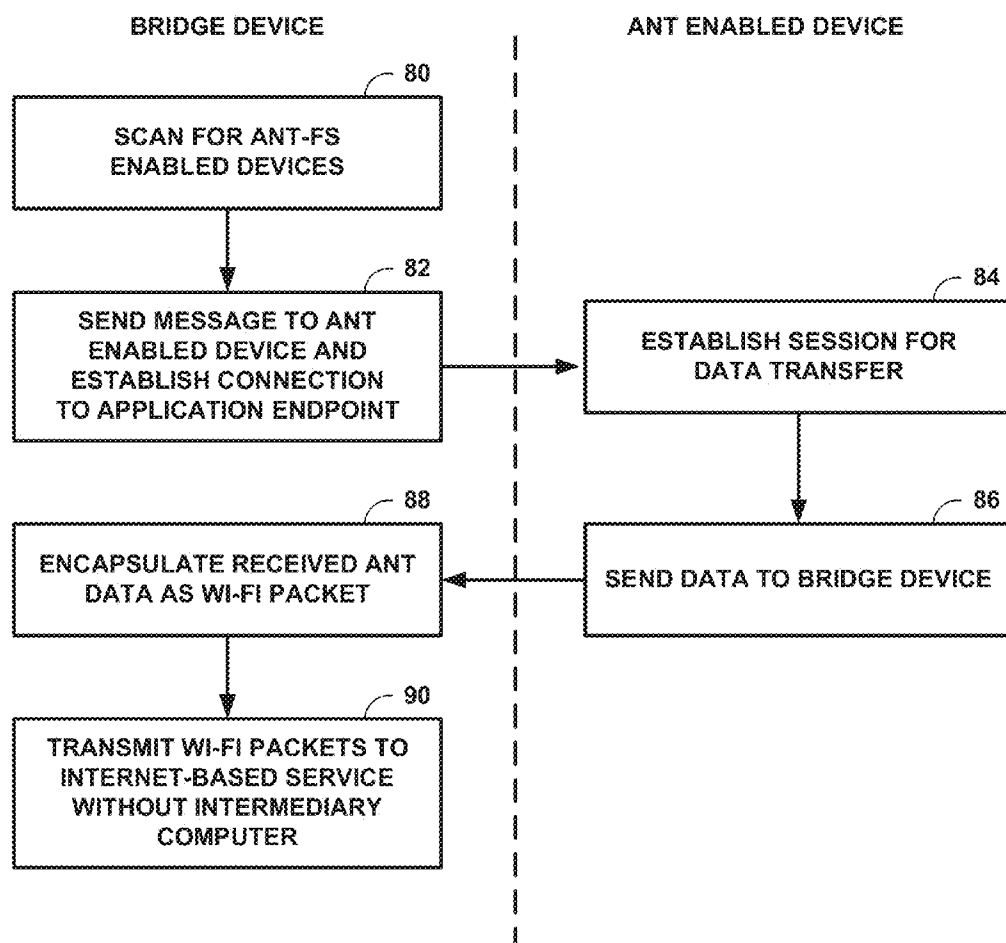 BRIDGE DEVICE
ANT ENABLED DEVICE
80
SCAN FOR ANT-FS
ENABLED DEVICES
82
SEND MESSAGE TO ANT
ENABLED DEVICE AND
ESTABLISH CONNECTION
TO APPLICATION ENDPOINT
84
ESTABLISH SESSION FOR
DATA TRANSFER
86
SEND DATA TO BRIDGE DEVICE
88
ENCAPSULATE RECEIVED ANT
DATA AS WI-FI PACKET
90
TRANSMIT WI-FI PACKETS TO
INTERNET-BASED SERVICE
WITHOUT INTERMEDIARY
COMPUTER